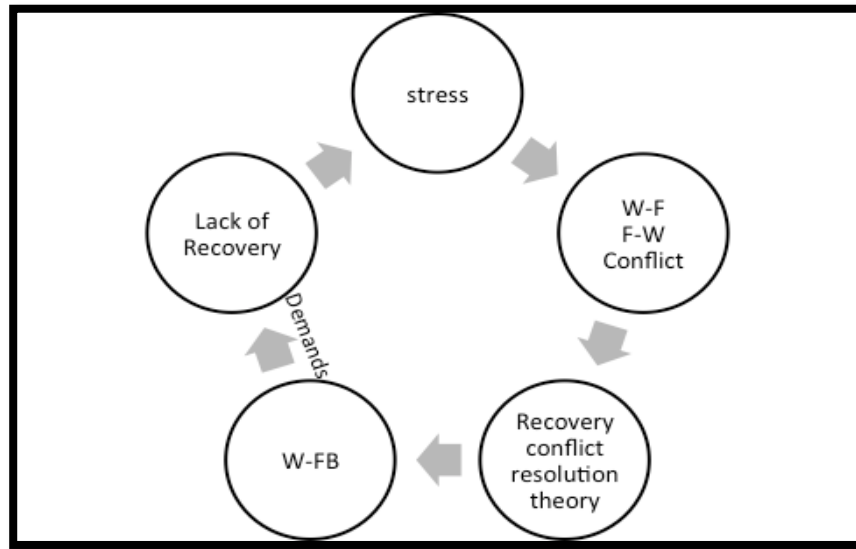 stress
W-F
F-W
Conflict
Recovery
conflict
resolution
theory
W-FB
Demands
Lack of
Recovery